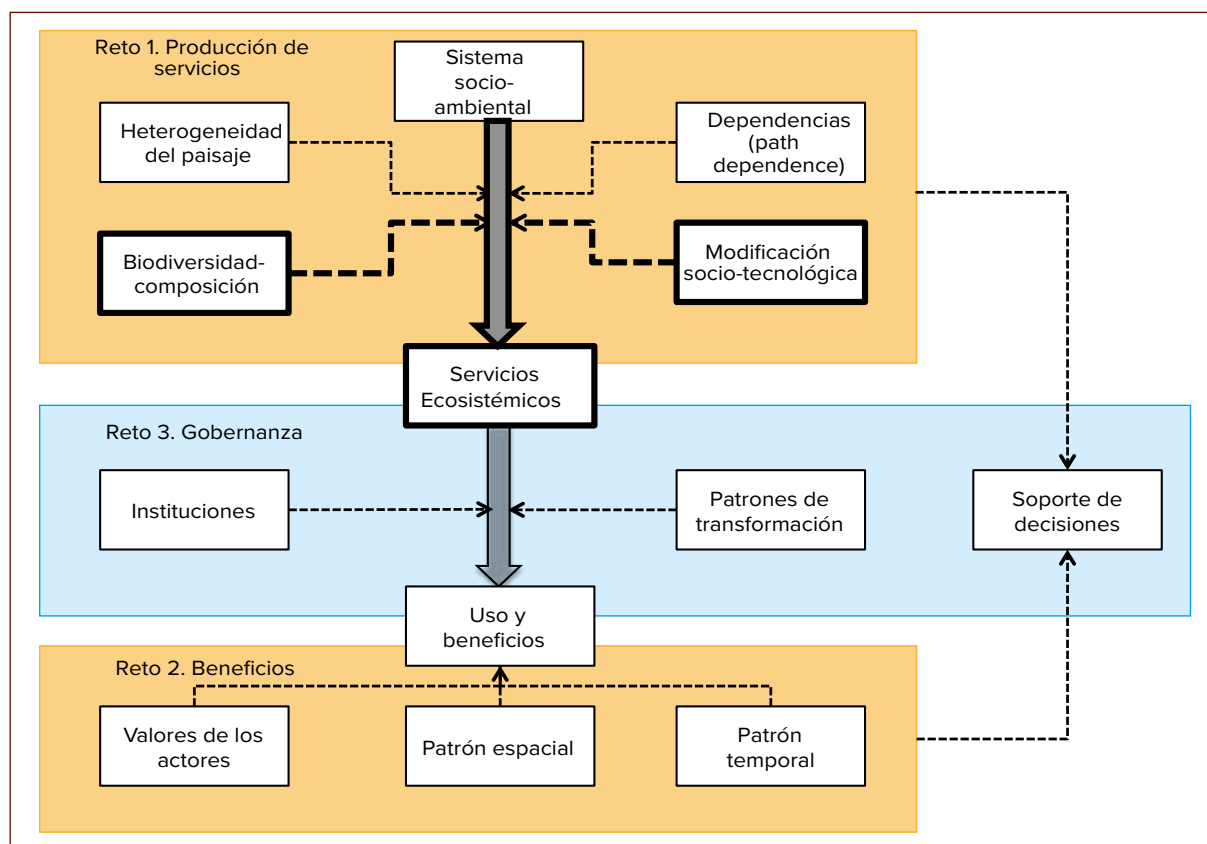 Reto 1. Producción de
servicios
Sistema
socio-
ambiental
Heterogeneidad
del paisaje
Dependencias
(path
dependence)
Biodiversidad-
composición
Modificación
socio-tecnológica
Servicios
Ecosistémicos
Reto 3. Gobernanza
Instituciones
Patrones de
transformación
Soporte de
decisiones
Uso y
beneficios
Reto 2. Beneficios
Valores de los
actores
Patrón espacial
Patrón
temporal